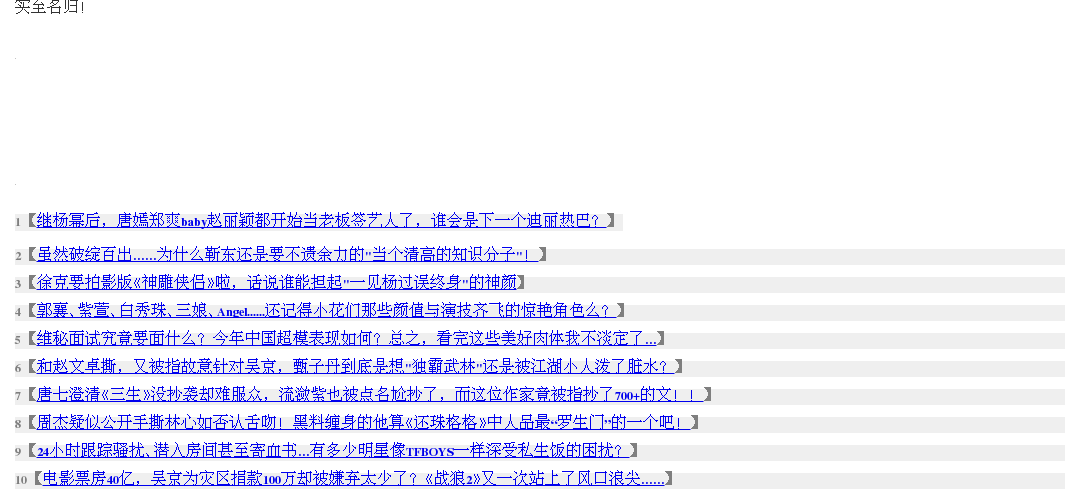 实至名归！
1【继杨幂后，唐嫣郑爽baby赵丽颖都开始当老板签艺人了，谁会是下一个迪丽热巴？】
2【虽然破绽百出......为什么靳东还是要不遗余力的"当个清高的知识分子"！】
3【徐克要拍影版《神雕侠侣》啦，话说谁能担起"一见杨过误终身"的神颜】
4【郭襄、紫萱、白秀珠、三娘、Angel......还记得小花们那些颜值与演技齐飞的惊艳角色么？】
5【维秘面试究竟要面什么？今年中国超模表现如何？总之，看完这些美好肉体我不淡定了...】
6【和赵文卓撕，又被指故意针对吴京，甄子丹到底是想"独霸武林"还是被江湖小人泼了脏水？】
7【唐七澄清《三生》没抄袭却难服众，流潋紫也被点名尬抄了，而这位作家竟被指抄了700+的文！！】
8【周杰疑似公开手撕林心如否认舌吻！黑料缠身的他算《还珠格格》中人品最“罗生门”的一个吧！】
9【24小时跟踪骚扰、潜入房间甚至寄血书...有多少明星像TFBOYS一样深受私生饭的困扰？】
10【电影票房40亿，吴京为灾区捐款100万却被嫌弃太少了？《战狼2》又一次站上了风口浪尖......】